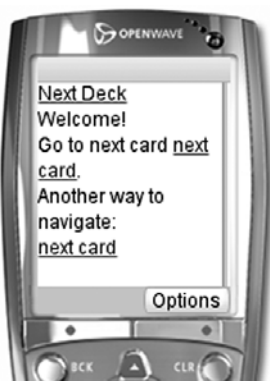 OPENWAVE
Next Deck
Welcome!
Go to next card next
card.
Another way to
navigate:
next card
Options
BCK
CLR